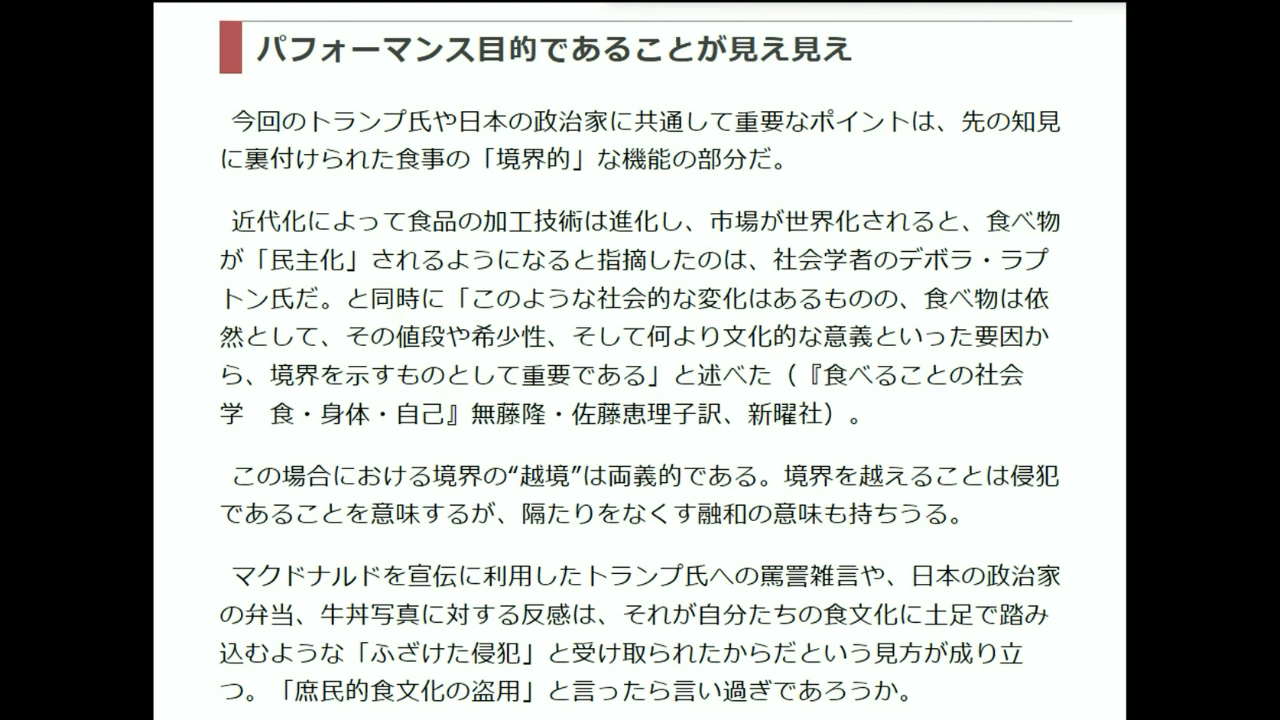 パフォーマンス目的であることが見え見え
今回のトランプ氏や日本の政治家に共通して重要なポイントは、先の知見
に裏付けられた食事の「境界的」な機能の部分だ。
近代化によって食品の加工技術は進化し、市場が世界化されると、食べ物
が「民主化」されるようになると指摘したのは、社会学者のデボラ・ラプ
トン氏だ。と同時に「このような社会的な変化はあるものの、食べ物は依
然として、その値段や希少性、そして何より文化的な意義といった要因か
ら、境界を示すものとして重要である」と述べた（『食べることの社会
学　食・身体・自己』無藤隆・佐藤恵理子訳、新曜社）。
この場合における境界の“越境”は両義的である。境界を越えることは侵犯
であることを意味するが、隔たりをなくす融和の意味も持ちうる。
マクドナルドを宣伝に利用したトランプ氏への罵詈雑言や、日本の政治家
の弁当、牛丼写真に対する反感は、それが自分たちの食文化に土足で踏み
込むような「ふざけた侵犯」と受け取られたからだという見方が成り立
つ。「庶民的食文化の盗用」と言ったら言い過ぎであろうか。